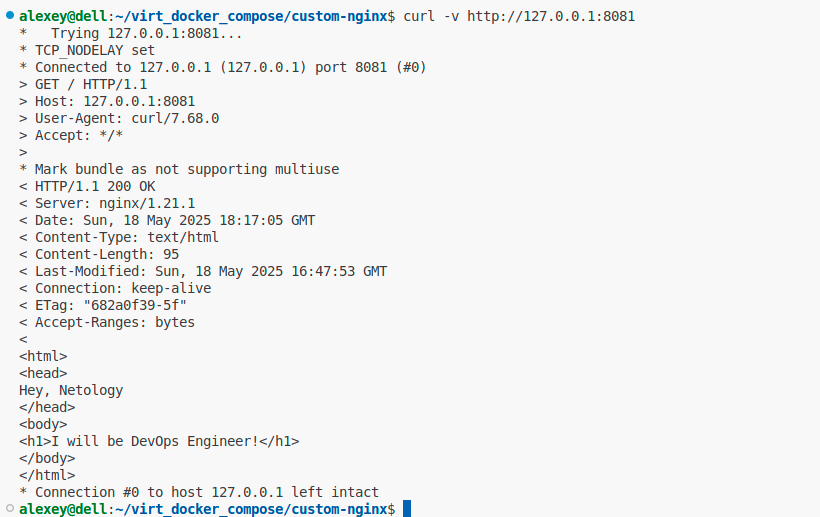 alexey@dell:~/virt_docker_compose/custom-nginx$ curl -v http://127.0.0.1:8081
*   Trying 127.0.0.1:8081...
* TCP_NODELAY set
* Connected to 127.0.0.1 (127.0.0.1) port 8081 (#0)
> GET / HTTP/1.1
> Host: 127.0.0.1:8081
> User-Agent: curl/7.68.0
> Accept: */*
>
* Mark bundle as not supporting multiuse
< HTTP/1.1 200 OK
< Server: nginx/1.21.1
< Date: Sun, 18 May 2025 18:17:05 GMT
< Content-Type: text/html
< Content-Length: 95
< Last-Modified: Sun, 18 May 2025 16:47:53 GMT
< Connection: keep-alive
< ETag: "682a0f39-5f"
< Accept-Ranges: bytes
<
<html>
<head>
Hey, Netology
</head>
<body>
<h1>I will be DevOps Engineer!</h1>
</body>
</html>
* Connection #0 to host 127.0.0.1 left intact
alexey@dell:~/virt_docker_compose/custom-nginx$